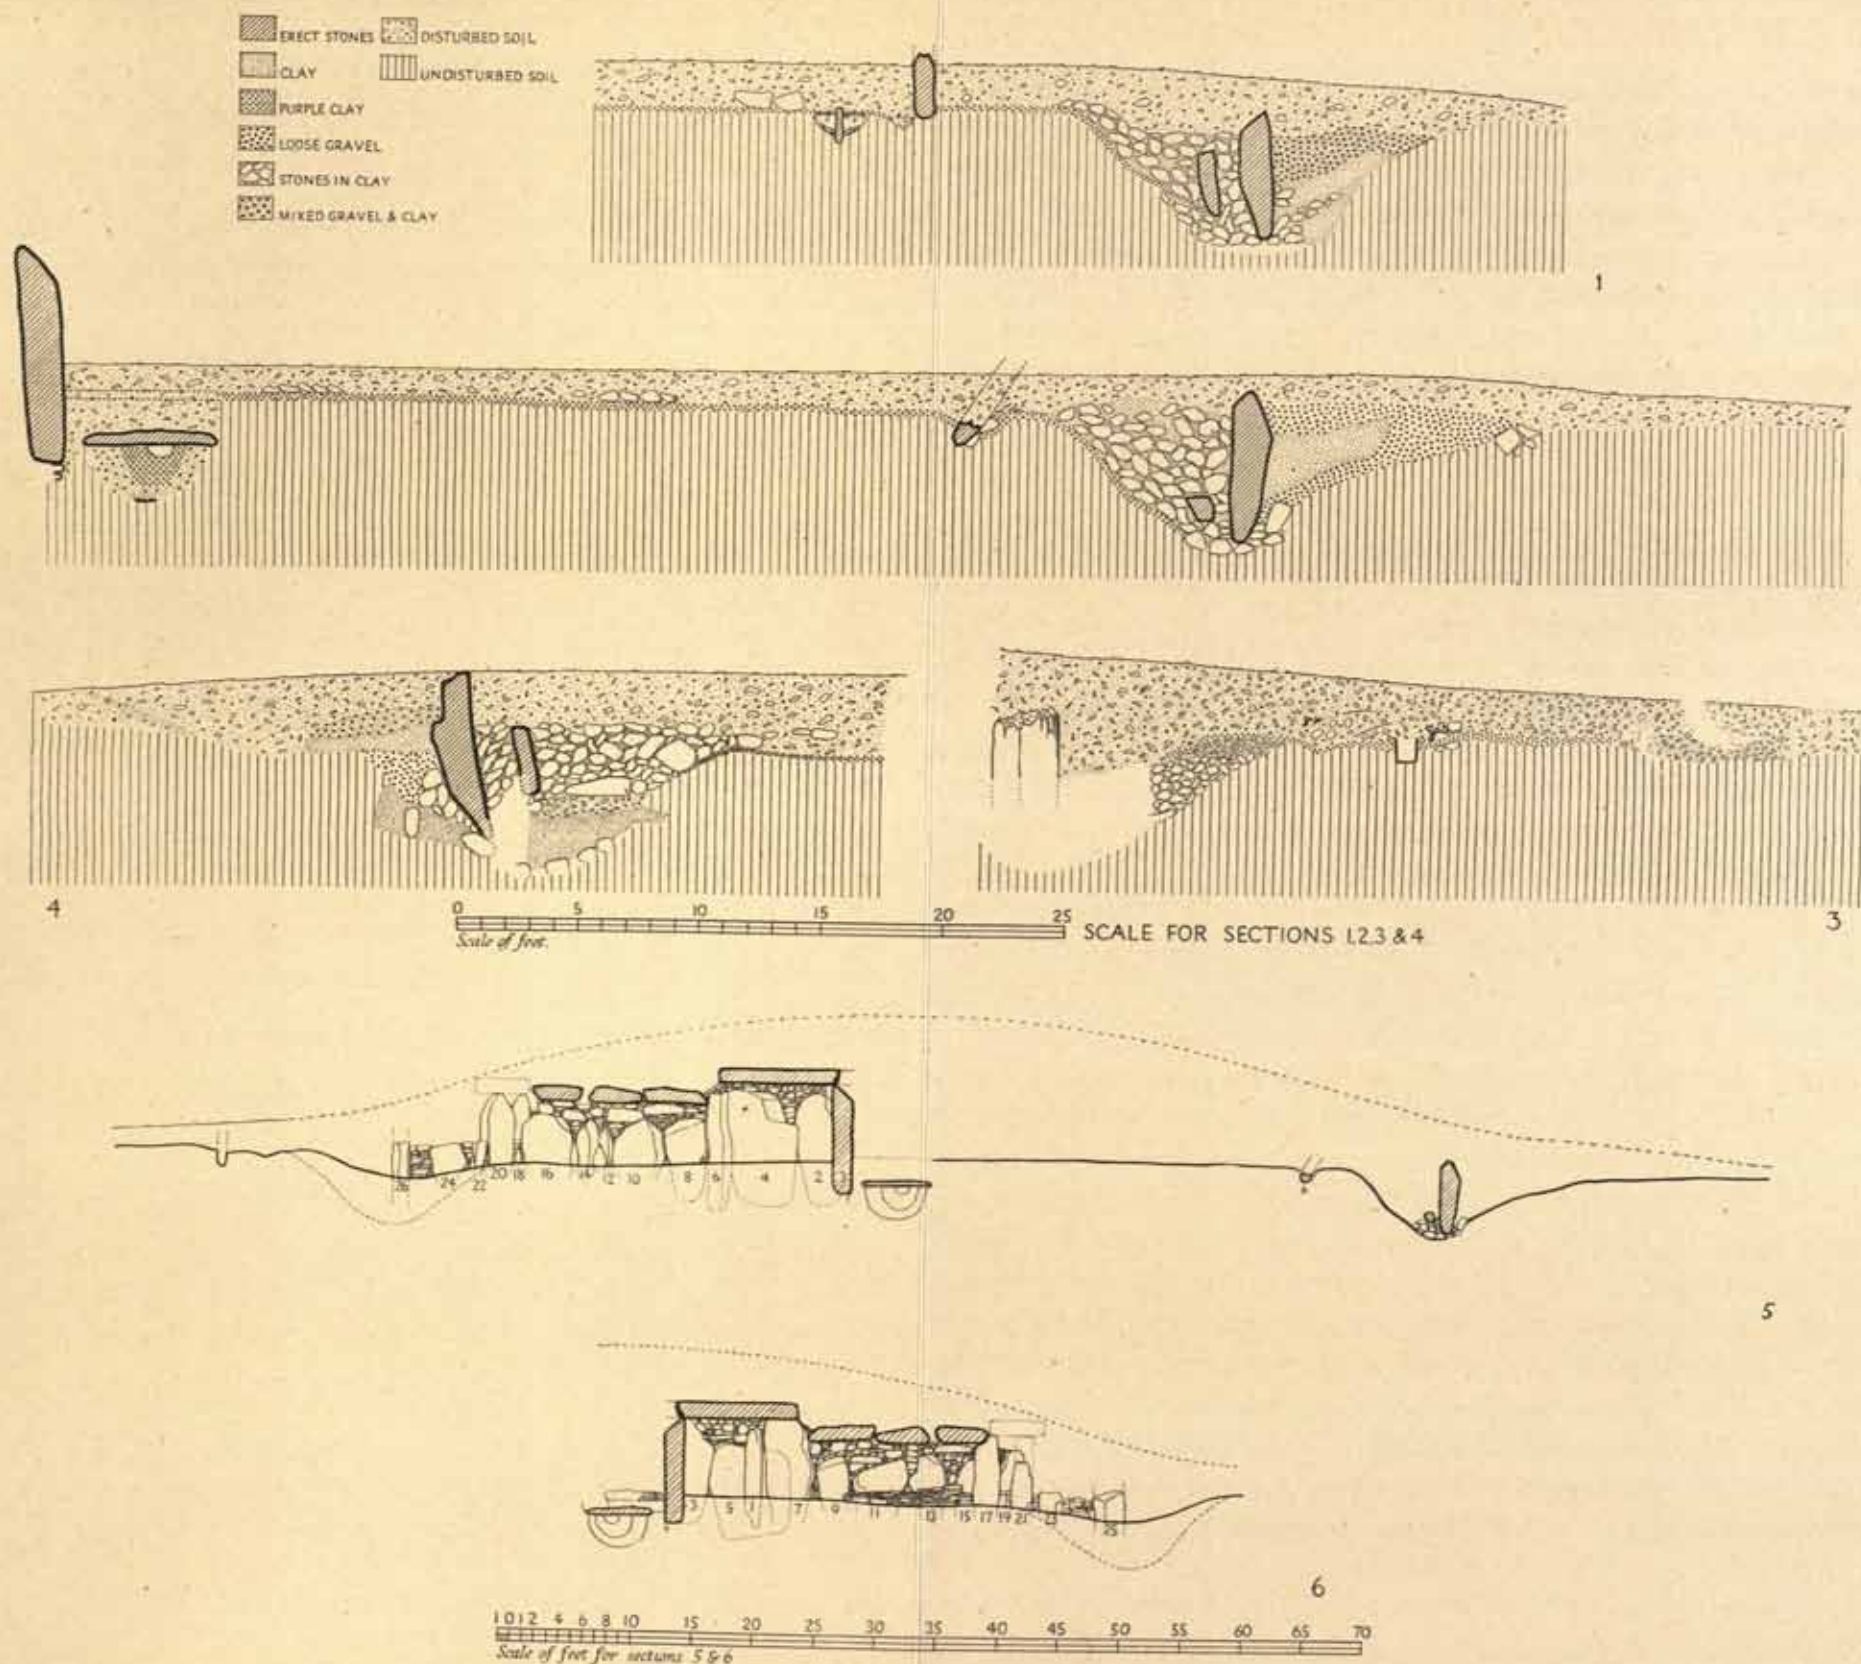 ERECT STONES DISTURBED SOIL
CLAY UNDISTURBED SOIL
PURPLE CLAY
LOOSE GRAVEL
STONES IN CLAY
MIXED GRAVEL & CLAY
1
4
3
0 5 10 15 20 25
Scale of feet.
SCALE FOR SECTIONS 1,2,3 & 4
26 24 22 20 18 16 14 12 10 8 6 4 2
5
3 5 1 7 9 11 13 15 17 19 21 23 25
6
1 0 1 2 4 6 8 10 15 20 25 30 35 40 45 50 55 60 65 70
Scale of feet for sections 5 & 6